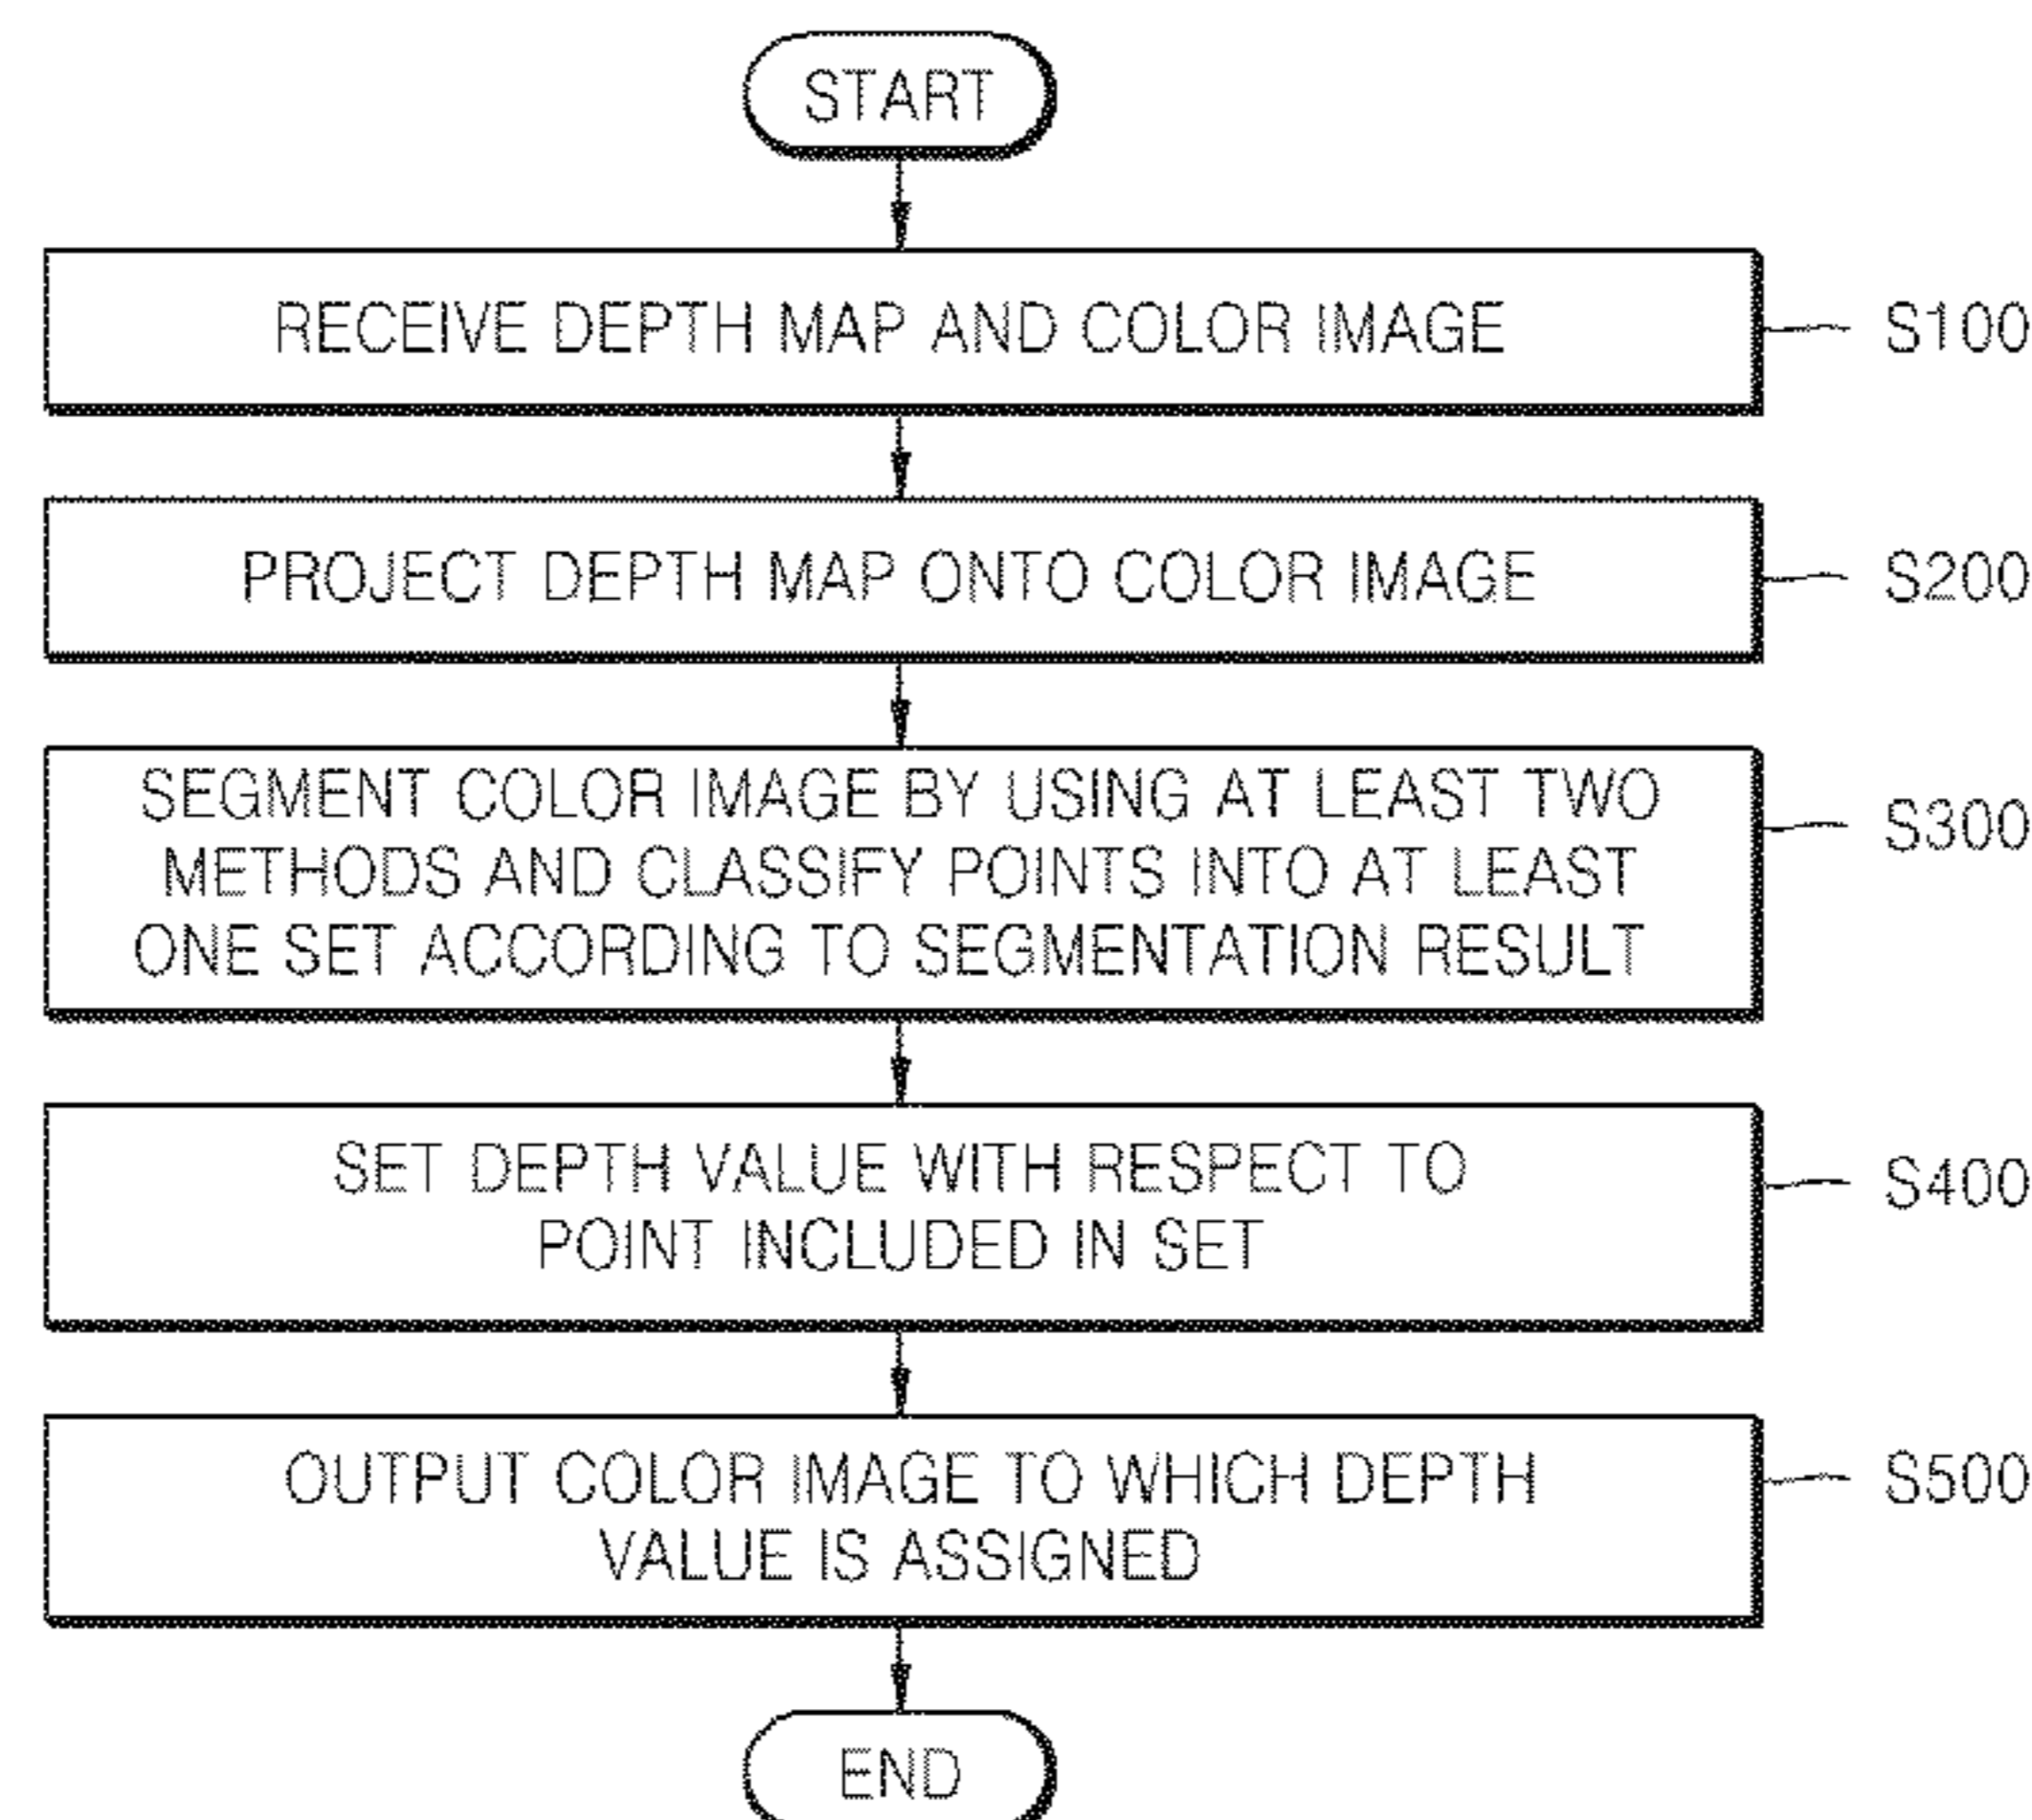 START
RECEIVE DEPTH MAP AND COLOR IMAGE
S100
PROJECT DEPTH MAP ONTO COLOR IMAGE
S200
SEGMENT COLOR IMAGE BY USING AT LEAST TWO
METHODS AND CLASSIFY POINTS INTO AT LEAST
ONE SET ACCORDING TO SEGMENTATION RESULT
S300
SET DEPTH VALUE WITH RESPECT TO
POINT INCLUDED IN SET
S400
OUTPUT COLOR IMAGE TO WHICH DEPTH
VALUE IS ASSIGNED
S500
END